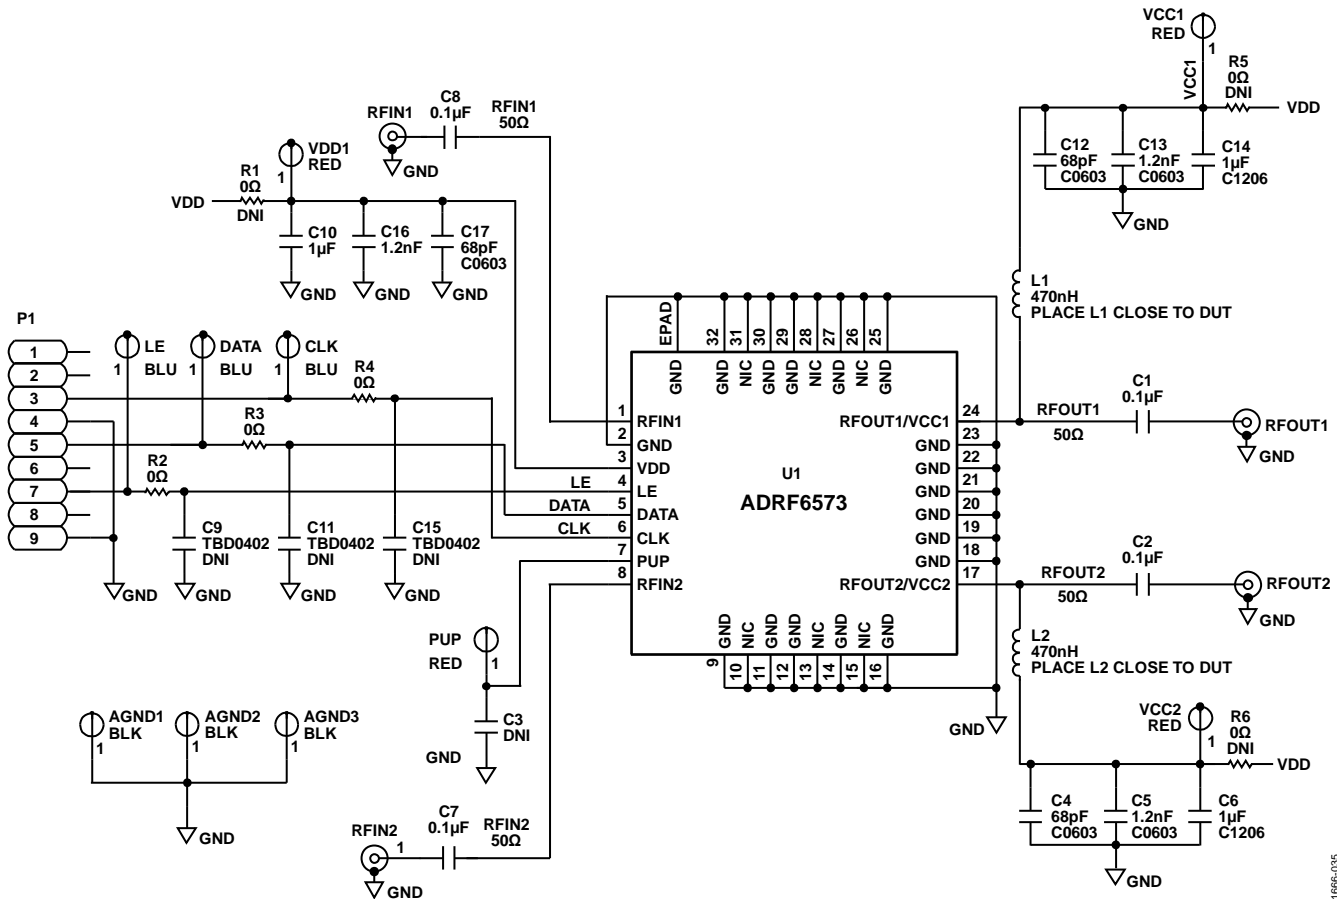 VCC1
RED
1
VCC1
R5
0Ω
DNI
VDD
C12
68pF
C0603
C13
1.2nF
C0603
C14
1µF
C1206
GND
C8
0.1µF
RFIN1
RFIN1
50Ω
GND
VDD1
RED
1
R1
0Ω
DNI
VDD
C10
1µF
C16
1.2nF
C17
68pF
C0603
GND
GND
GND
L1
470nH
PLACE L1 CLOSE TO DUT
P1
1
2
3
4
5
6
7
8
9
LE
BLU
1
DATA
BLU
1
CLK
BLU
1
R4
0Ω
R3
0Ω
R2
0Ω
C9
TBD0402
DNI
C11
TBD0402
DNI
C15
TBD0402
DNI
GND
GND
GND
GND
LE
DATA
CLK
EPAD
32
31
30
29
28
27
26
25
GND
GND
NIC
GND
GND
NIC
GND
NIC
GND
1
RFIN1
2
GND
3
VDD
4
LE
5
DATA
6
CLK
7
PUP
8
RFIN2
U1
ADRF6573
RFOUT1/VCC1
24
GND
23
GND
22
GND
21
GND
20
GND
19
GND
18
RFOUT2/VCC2
17
GND
NIC
GND
GND
NIC
GND
NIC
GND
9
10
11
12
13
14
15
16
GND
C1
0.1µF
RFOUT1
50Ω
RFOUT1
GND
C2
0.1µF
RFOUT2
50Ω
RFOUT2
GND
L2
470nH
PLACE L2 CLOSE TO DUT
PUP
RED
1
C3
DNI
GND
AGND1
BLK
1
AGND2
BLK
1
AGND3
BLK
1
GND
C7
0.1µF
RFIN2
1
RFIN2
50Ω
GND
VCC2
RED
1
R6
0Ω
DNI
VDD
C4
68pF
C0603
C5
1.2nF
C0603
C6
1µF
C1206
GND